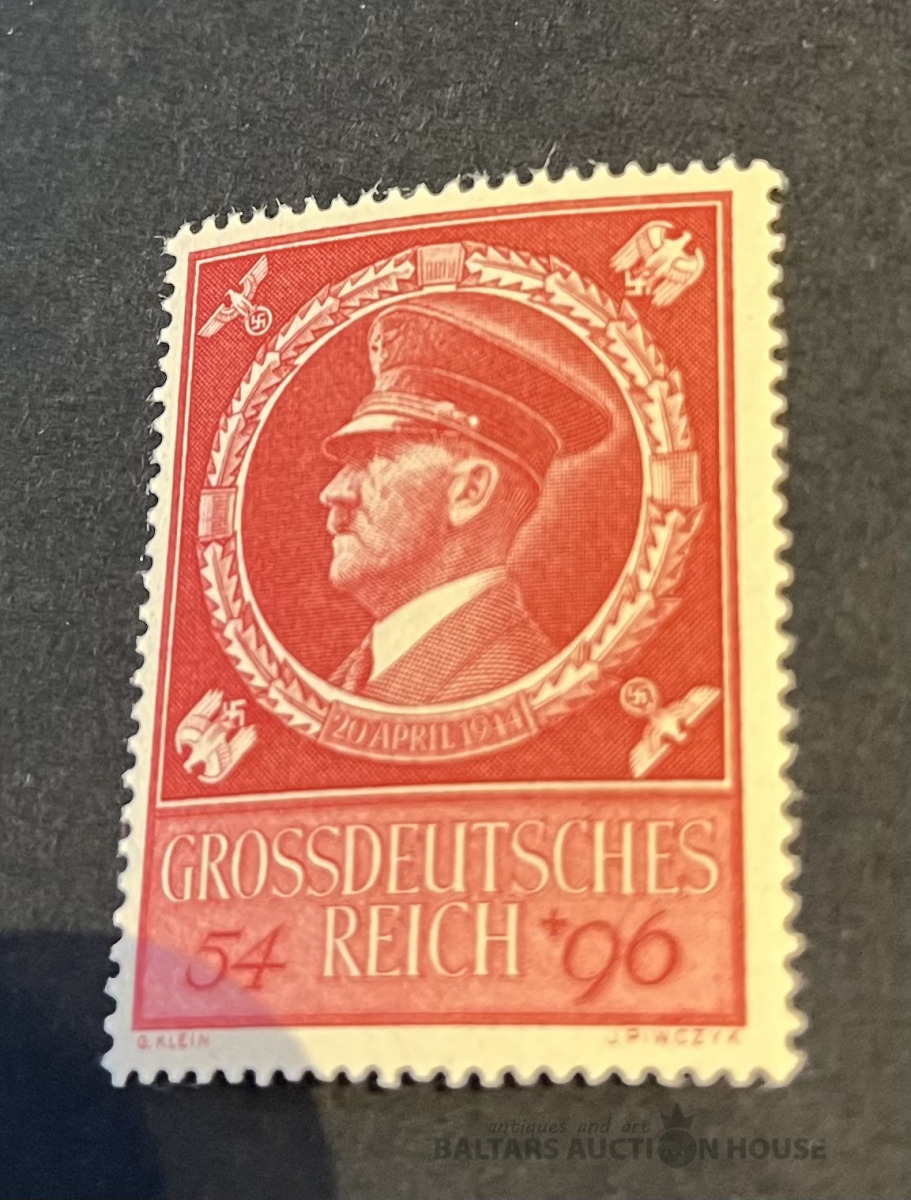 20 APRIL 1944
GROSSDEUTSCHES
REICH
54 + 96
G. KLEIN
J. PIWCZYK
antiques and art
BALTARS AUCTION HOUSE